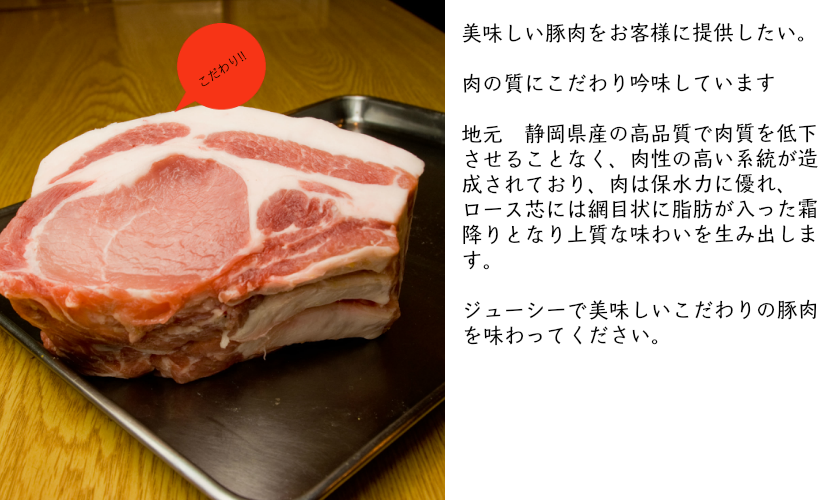 こだわり!!
美味しい豚肉をお客様に提供したい。
肉の質にこだわり吟味しています
地元　静岡県産の高品質で肉質を低下
させることなく、肉性の高い系統が造
成されており、肉は保水力に優れ、
ロース芯には網目状に脂肪が入った霜
降りとなり上質な味わいを生み出しま
す。
ジューシーで美味しいこだわりの豚肉
を味わってください。